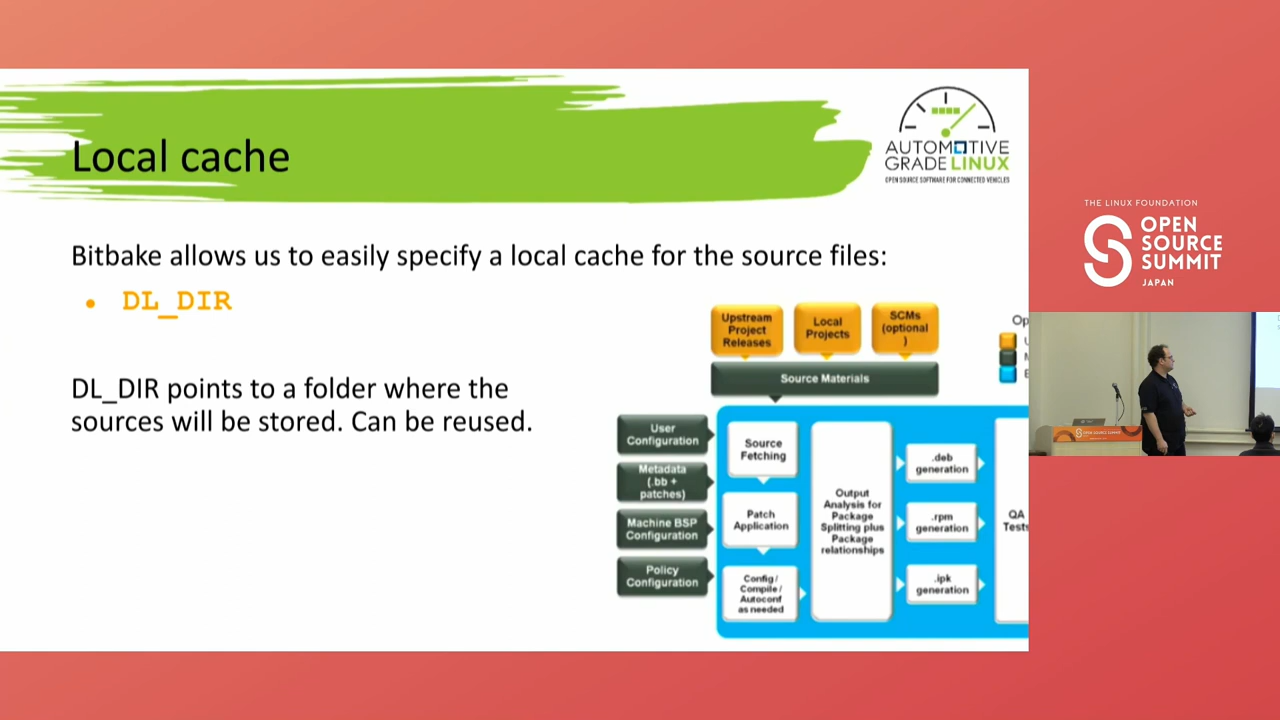 Local cache
AUTOMOTIVE
GRADE LINUX
OPEN SOURCE SOFTWARE FOR CONNECTED VEHICLES
Bitbake allows us to easily specify a local cache for the source files:
• DL_DIR
DL_DIR points to a folder where the
sources will be stored. Can be reused.
Upstream
Project
Releases
Local
Projects
SCMs
(optional
)
Source Materials
User
Configuration
Metadata
(.bb +
patches)
Machine BSP
Configuration
Policy
Configuration
Source
Fetching
Patch
Application
Config /
Compile /
Autoconf
as needed
Output
Analysis for
Package
Splitting plus
Package
relationships
.deb
generation
.rpm
generation
.ipk
generation
QA
Tests
Op
THE LINUX FOUNDATION
OPEN
SOURCE
SUMMIT
JAPAN
OPEN SOURCE SUMMIT